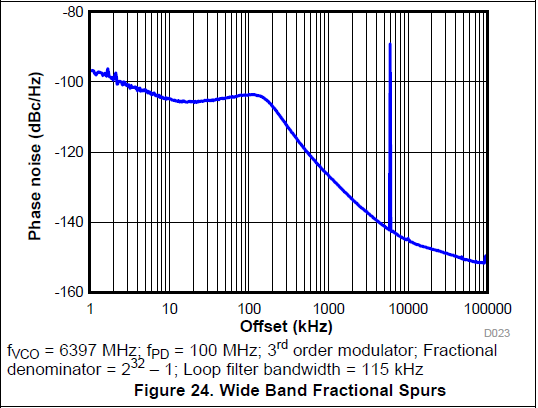 -80
-100
-120
-140
-160
Phase noise (dBc/Hz)
1 10 100 1000 10000 100000
Offset (kHz)
D023
fVCO = 6397 MHz; fPD = 100 MHz; 3rd order modulator; Fractional
denominator = 2³² – 1; Loop filter bandwidth = 115 kHz
Figure 24. Wide Band Fractional Spurs